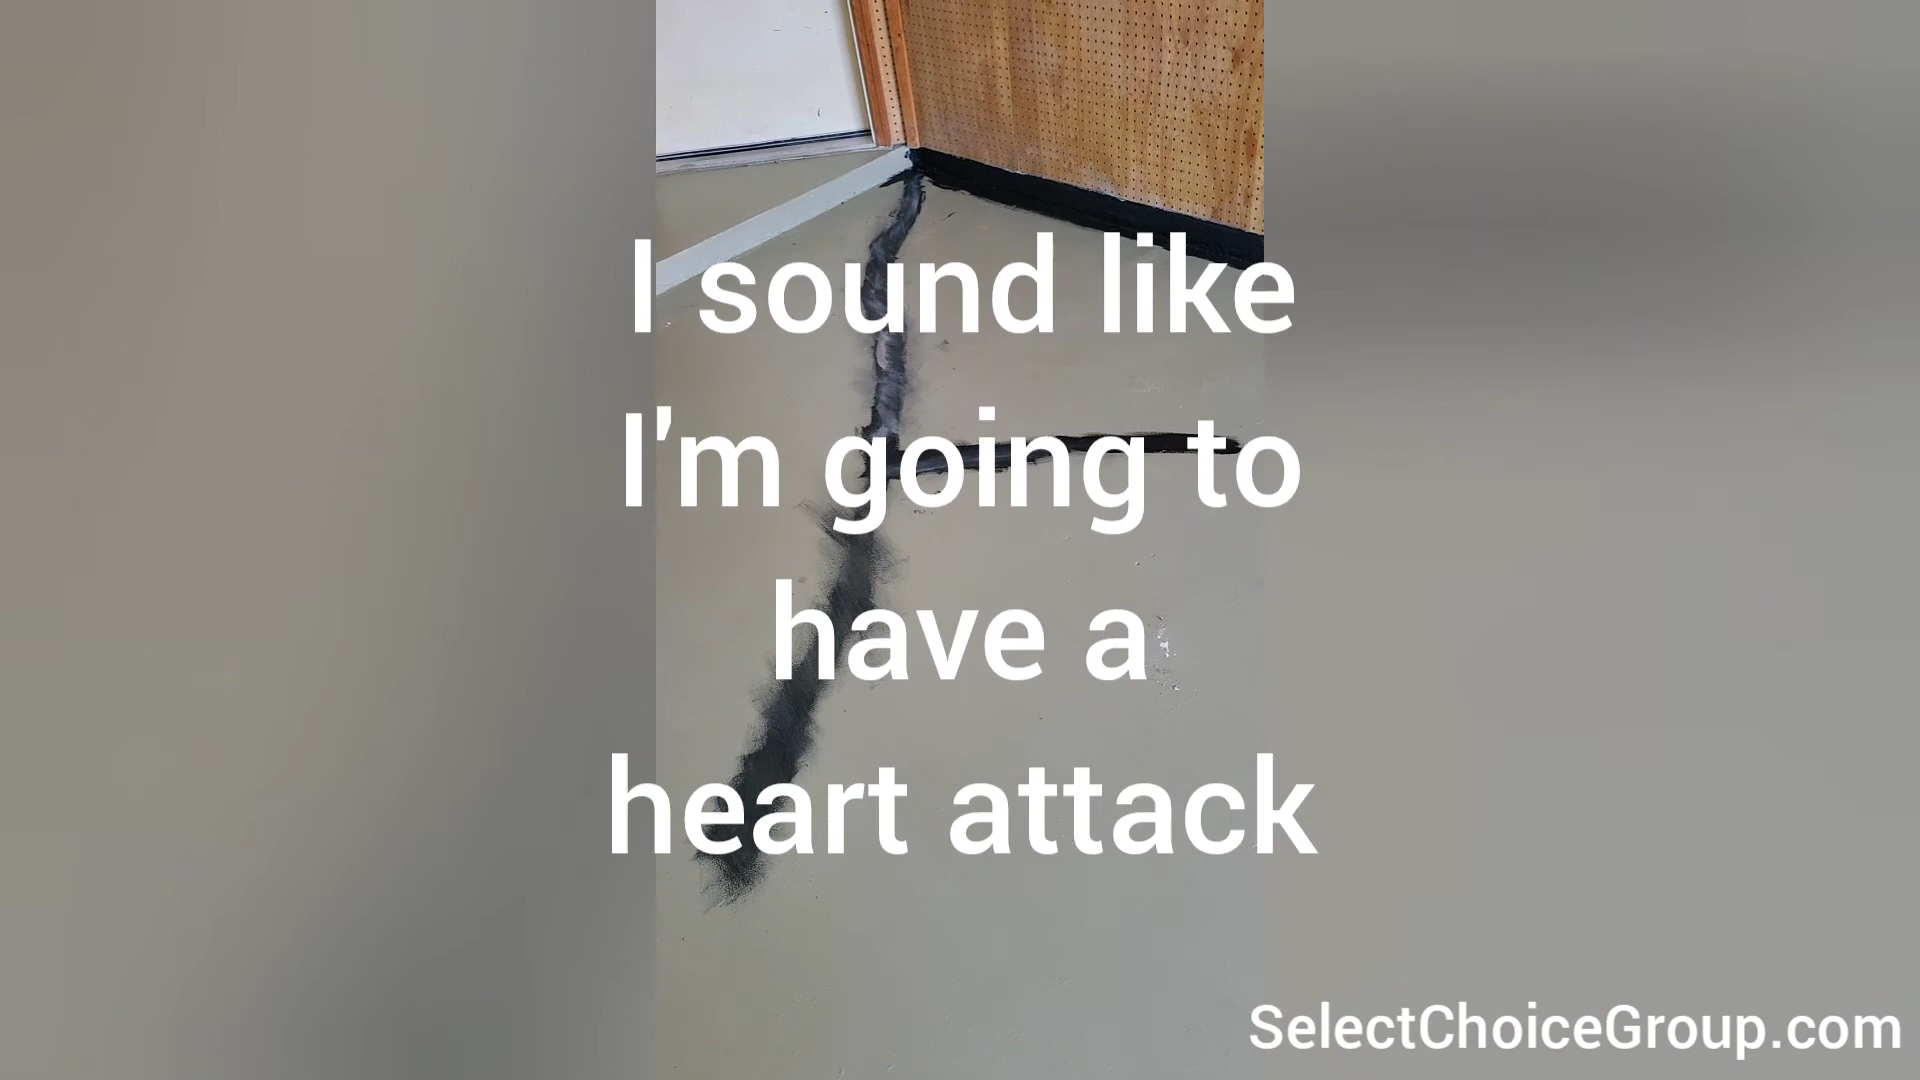 I sound like
I'm going to
have a
heart attack
SelectChoiceGroup.com